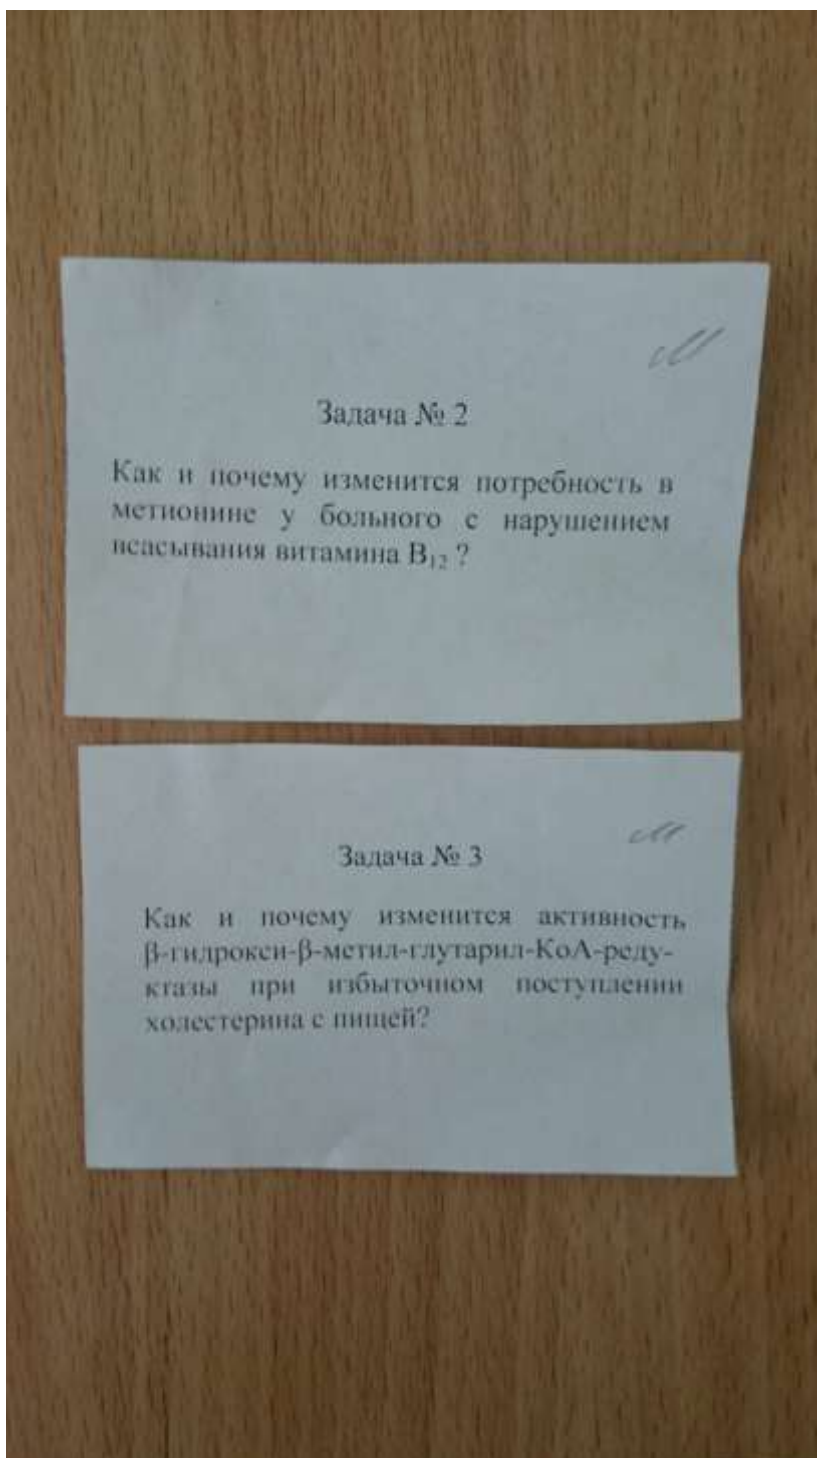 Задача № 2
Как и почему изменится потребность в
метионине у больного с нарушением
всасывания витамина B₁₂ ?
Задача № 3
Как и почему изменится активность
β-гидрокси-β-метил-глутарил-КоА-реду-
ктазы при избыточном поступлении
холестерина с пищей?